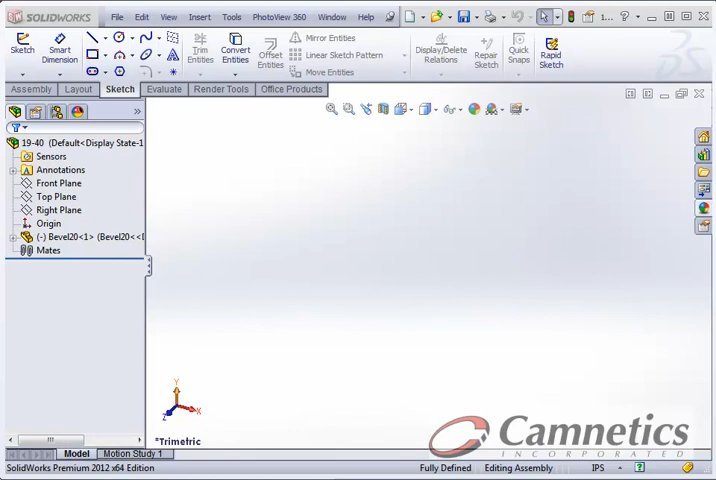 SOLIDWORKS File Edit View Insert Tools PhotoView 360 Window Help 1... ?
Sketch Smart Dimension Trim Entities Convert Entities Offset Entities Mirror Entities Linear Sketch Pattern Move Entities Display/Delete Relations Repair Sketch Quick Snaps Rapid Sketch
Assembly Layout Sketch Evaluate Render Tools Office Products
19-40 (Default<Display State-1
Sensors
A Annotations
Front Plane
Top Plane
Right Plane
Origin
(-) Bevel20<1> (Bevel20<<D
Mates
Y
X
Z
*Trimetric
Camnetics
INCORPORATED
Model Motion Study 1
SolidWorks Premium 2012 x64 Edition Fully Defined Editing Assembly IPS ?